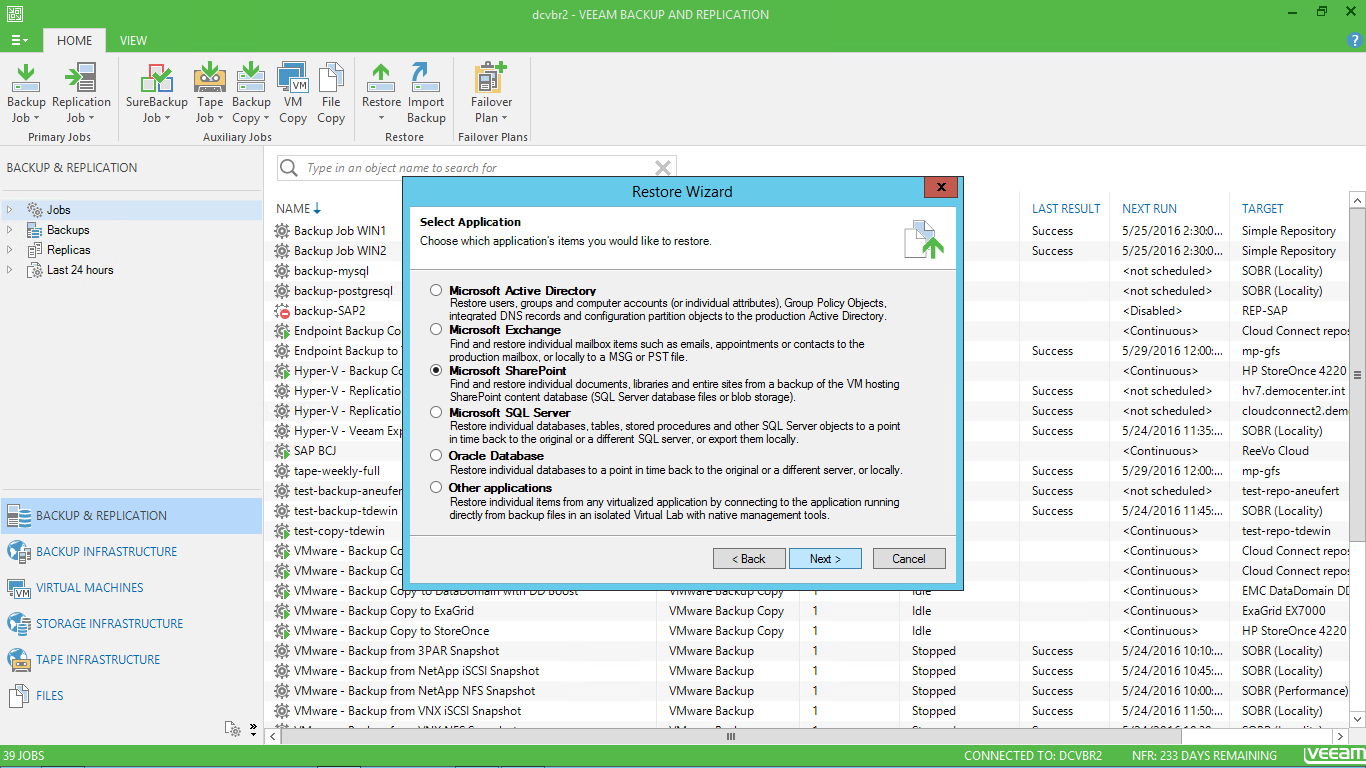 dcvbr2 - VEEAM BACKUP AND REPLICATION
HOME VIEW
Backup Job
Replication Job
Primary Jobs
SureBackup Job
Tape Job
Backup Copy
VM Copy
File Copy
Auxiliary Jobs
Restore
Import Backup
Restore
Failover Plan
Failover Plans
BACKUP & REPLICATION
Jobs
Backups
Replicas
Last 24 hours
BACKUP & REPLICATION
BACKUP INFRASTRUCTURE
VIRTUAL MACHINES
STORAGE INFRASTRUCTURE
TAPE INFRASTRUCTURE
FILES
Type in an object name to search for
NAME LAST RESULT NEXT RUN TARGET
Backup Job WIN1 Success 5/25/2016 2:30:0... Simple Repository
Backup Job WIN2 Success 5/25/2016 2:30:0... Simple Repository
backup-mysql <not scheduled> SOBR (Locality)
backup-postgresql <not scheduled> SOBR (Locality)
backup-SAP2 <Disabled> REP-SAP
Endpoint Backup Co <Continuous> Cloud Connect repos
Endpoint Backup to Success 5/29/2016 12:00:... mp-gfs
Hyper-V - Backup Co <Continuous> HP StoreOnce 4220
Hyper-V - Replicatio Success <not scheduled> hv7.democenter.int
Hyper-V - Replicatio Success <not scheduled> cloudconnect2.dem
Hyper-V - Veeam Exp Success 5/24/2016 11:35:... SOBR (Locality)
SAP BCJ <Continuous> ReeVo Cloud
tape-weekly-full Success 5/29/2016 12:00:... mp-gfs
test-backup-aneufer Success <not scheduled> test-repo-aneufert
test-backup-tdewin Success 5/24/2016 11:45:... SOBR (Locality)
test-copy-tdewin <Continuous> test-repo-tdewin
VMware - Backup Co <Continuous> Cloud Connect repos
VMware - Backup Co <Continuous> Cloud Connect repos
VMware - Backup Copy to DataDomain with DD Boost VMware Backup Copy 1 Idle <Continuous> EMC DataDomain DD
VMware - Backup Copy to ExaGrid VMware Backup Copy 1 Idle <Continuous> ExaGrid EX7000
VMware - Backup Copy to StoreOnce VMware Backup Copy 1 Idle <Continuous> HP StoreOnce 4220
VMware - Backup from 3PAR Snapshot VMware Backup 1 Stopped Success 5/24/2016 10:10:... SOBR (Locality)
VMware - Backup from NetApp iSCSI Snapshot VMware Backup 1 Stopped Success 5/24/2016 10:45:... SOBR (Locality)
VMware - Backup from NetApp NFS Snapshot VMware Backup 1 Stopped Success 5/24/2016 10:00:... SOBR (Performance)
VMware - Backup from VNX iSCSI Snapshot VMware Backup 1 Stopped Success 5/24/2016 11:50:... SOBR (Locality)
Restore Wizard
Select Application
Choose which application's items you would like to restore.
Microsoft Active Directory
Restore users, groups and computer accounts (or individual attributes), Group Policy Objects,
integrated DNS records and configuration partition objects to the production Active Directory.
Microsoft Exchange
Find and restore individual mailbox items such as emails, appointments or contacts to the
production mailbox, or locally to a MSG or PST file.
Microsoft SharePoint
Find and restore individual documents, libraries and entire sites from a backup of the VM hosting
SharePoint content database (SQL Server database files or blob storage).
Microsoft SQL Server
Restore individual databases, tables, stored procedures and other SQL Server objects to a point
in time back to the original or a different SQL server, or export them locally.
Oracle Database
Restore individual databases to a point in time back to the original or a different server, or locally.
Other applications
Restore individual items from any virtualized application by connecting to the application running
directly from backup files in an isolated Virtual Lab with native management tools.
< Back Next > Cancel
39 JOBS CONNECTED TO: DCVBR2 NFR: 233 DAYS REMAINING veeam